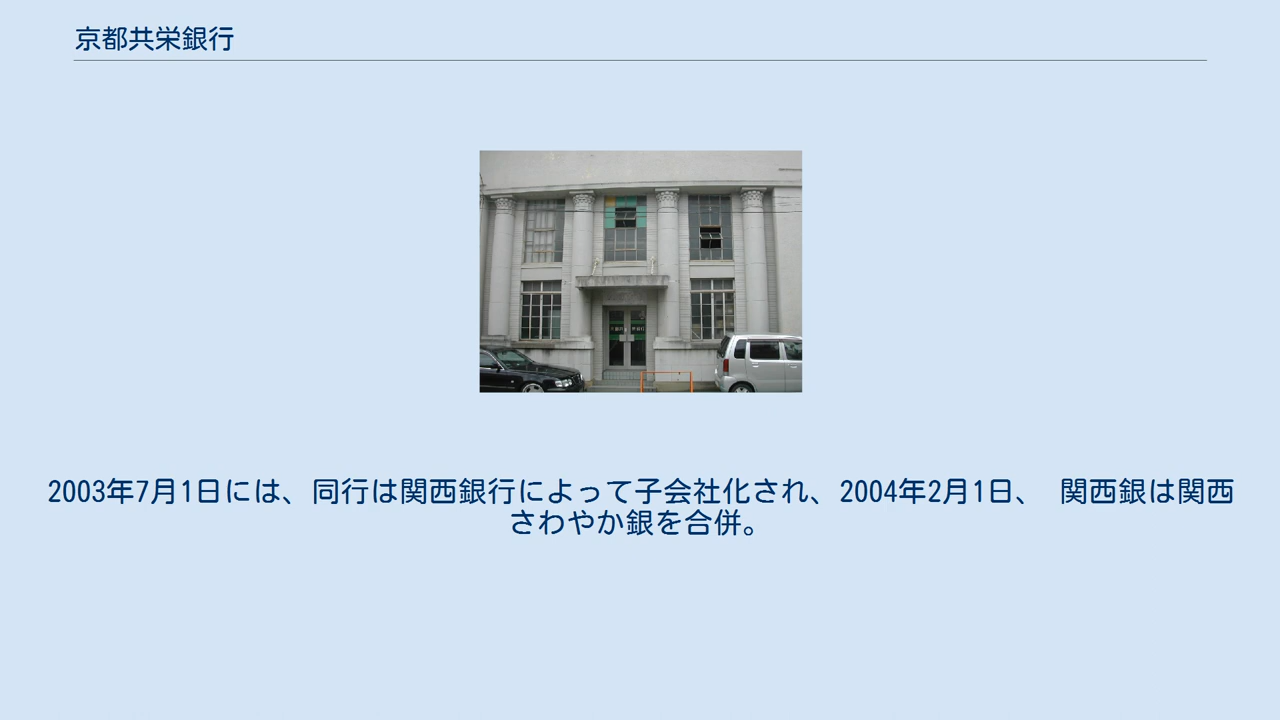 京都共栄銀行
2003年7月1日には、同行は関西銀行によって子会社化され、2004年2月1日、 関西銀は関西
さわやか銀を合併。